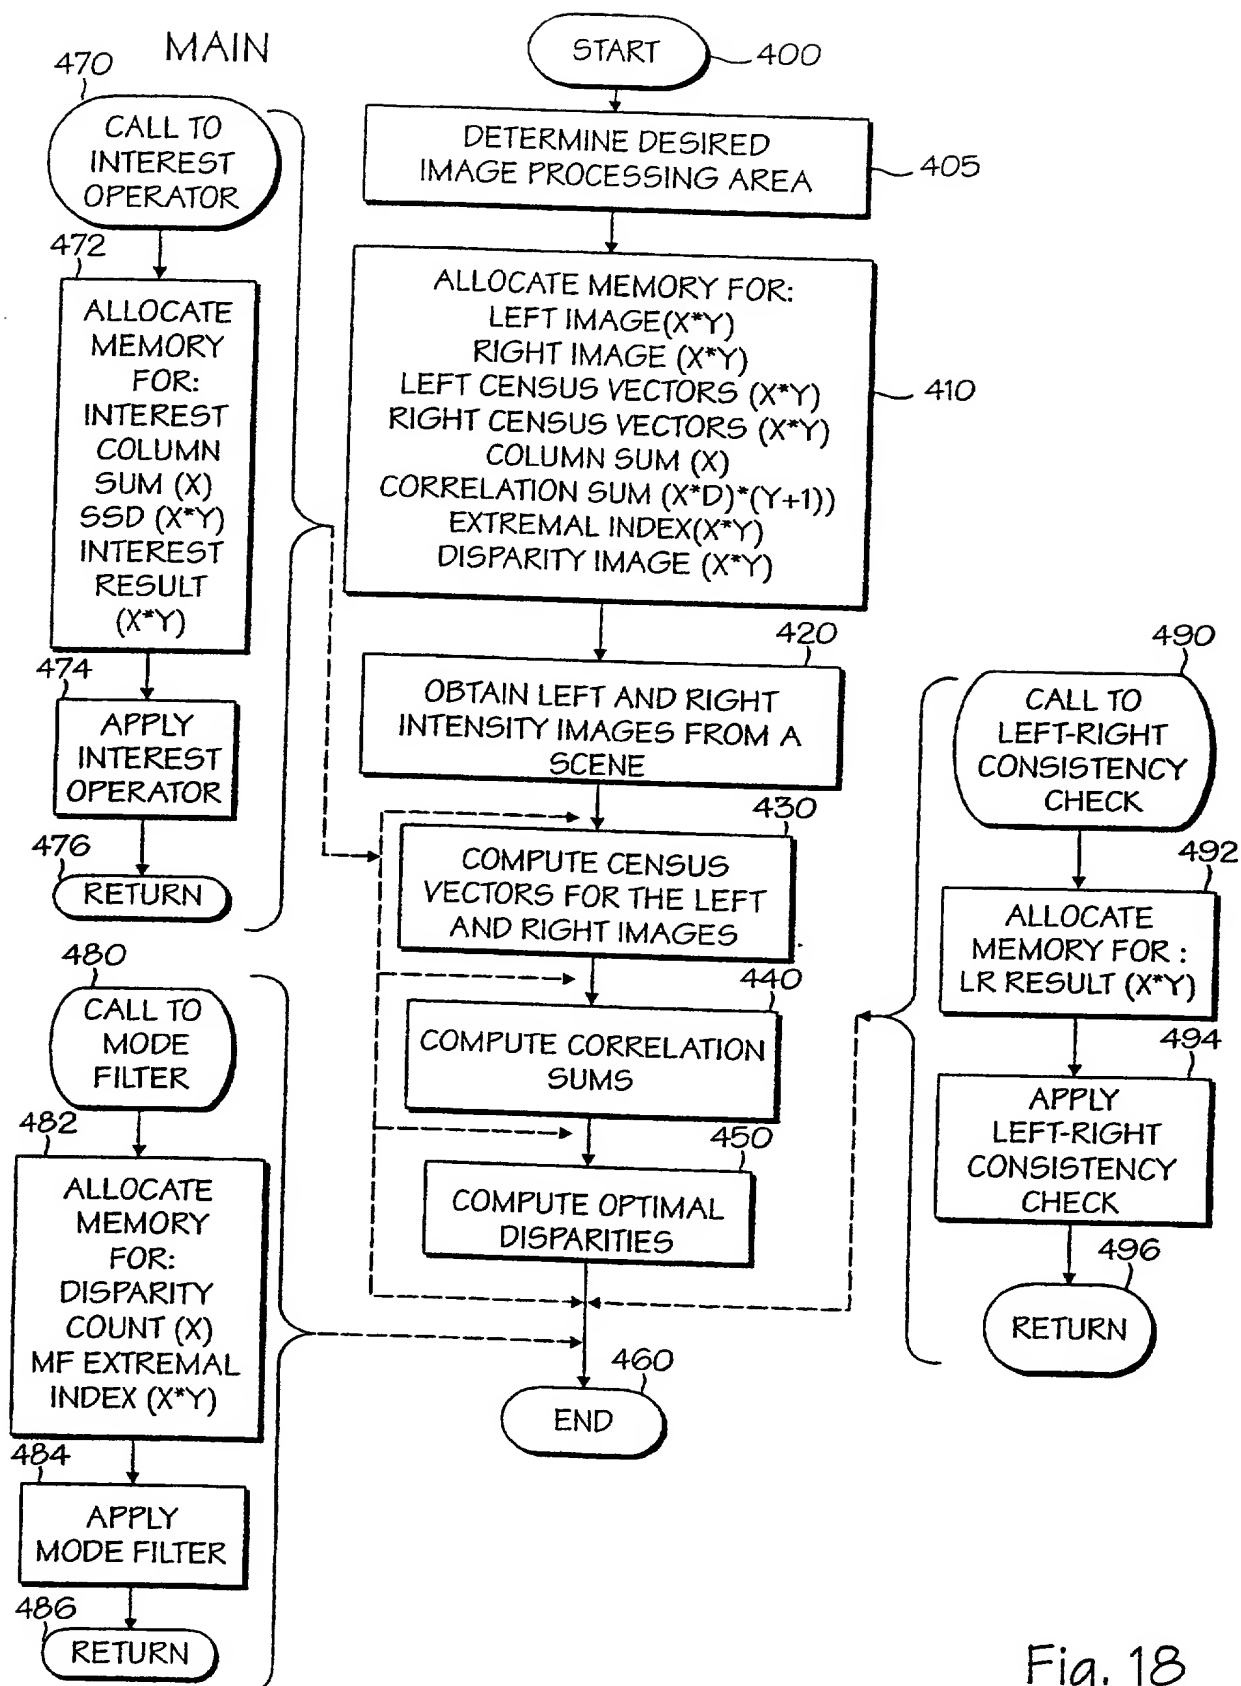 MAIN
START
400
DETERMINE DESIRED
IMAGE PROCESSING AREA
405
ALLOCATE MEMORY FOR:
LEFT IMAGE(X*Y)
RIGHT IMAGE (X*Y)
LEFT CENSUS VECTORS (X*Y)
RIGHT CENSUS VECTORS (X*Y)
COLUMN SUM (X)
CORRELATION SUM (X*D)*(Y+1))
EXTREMAL INDEX(X*Y)
DISPARITY IMAGE (X*Y)
410
420
OBTAIN LEFT AND RIGHT
INTENSITY IMAGES FROM A
SCENE
430
COMPUTE CENSUS
VECTORS FOR THE LEFT
AND RIGHT IMAGES
440
COMPUTE CORRELATION
SUMS
450
COMPUTE OPTIMAL
DISPARITIES
460
END
470
CALL TO
INTEREST
OPERATOR
472
ALLOCATE
MEMORY
FOR:
INTEREST
COLUMN
SUM (X)
SSD (X*Y)
INTEREST
RESULT
(X*Y)
474
APPLY
INTEREST
OPERATOR
476
RETURN
480
CALL TO
MODE
FILTER
482
ALLOCATE
MEMORY
FOR:
DISPARITY
COUNT (X)
MF EXTREMAL
INDEX (X*Y)
484
APPLY
MODE FILTER
486
RETURN
490
CALL TO
LEFT-RIGHT
CONSISTENCY
CHECK
492
ALLOCATE
MEMORY FOR :
LR RESULT (X*Y)
494
APPLY
LEFT-RIGHT
CONSISTENCY
CHECK
496
RETURN
Fig. 18